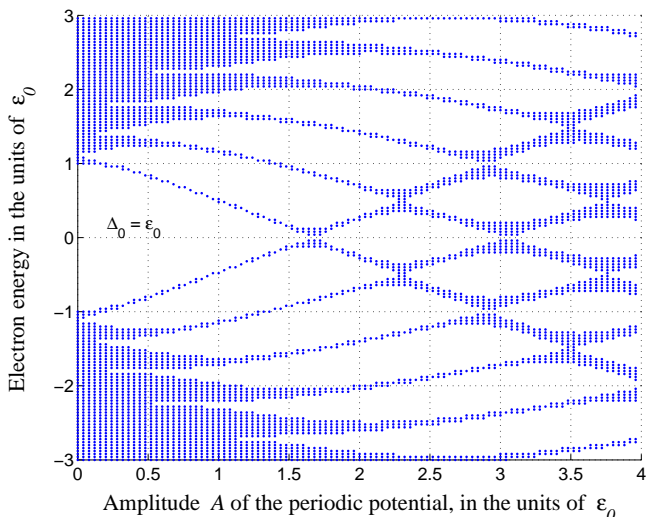 3
2
1
0
−1
−2
−3
Electron energy in the units of ε0
Δ0 = ε0
0 0.5 1 1.5 2 2.5 3 3.5 4
Amplitude A of the periodic potential, in the units of ε0